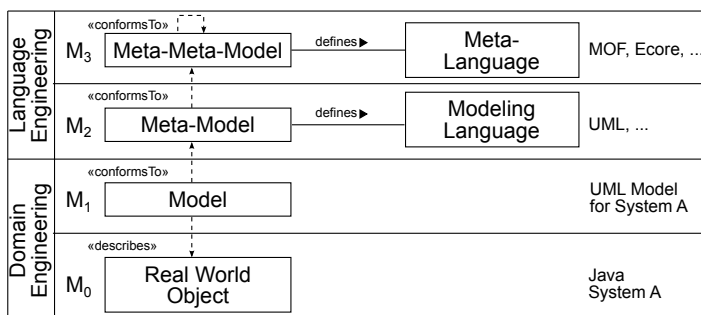 Language
Engineering
«conformsTo»
M3
Meta-Meta-Model
defines
Meta-
Language
MOF, Ecore, ...
«conformsTo»
M2
Meta-Model
defines
Modeling
Language
UML, ...
Domain
Engineering
«conformsTo»
M1
Model
UML Model
for System A
«describes»
M0
Real World
Object
Java
System A